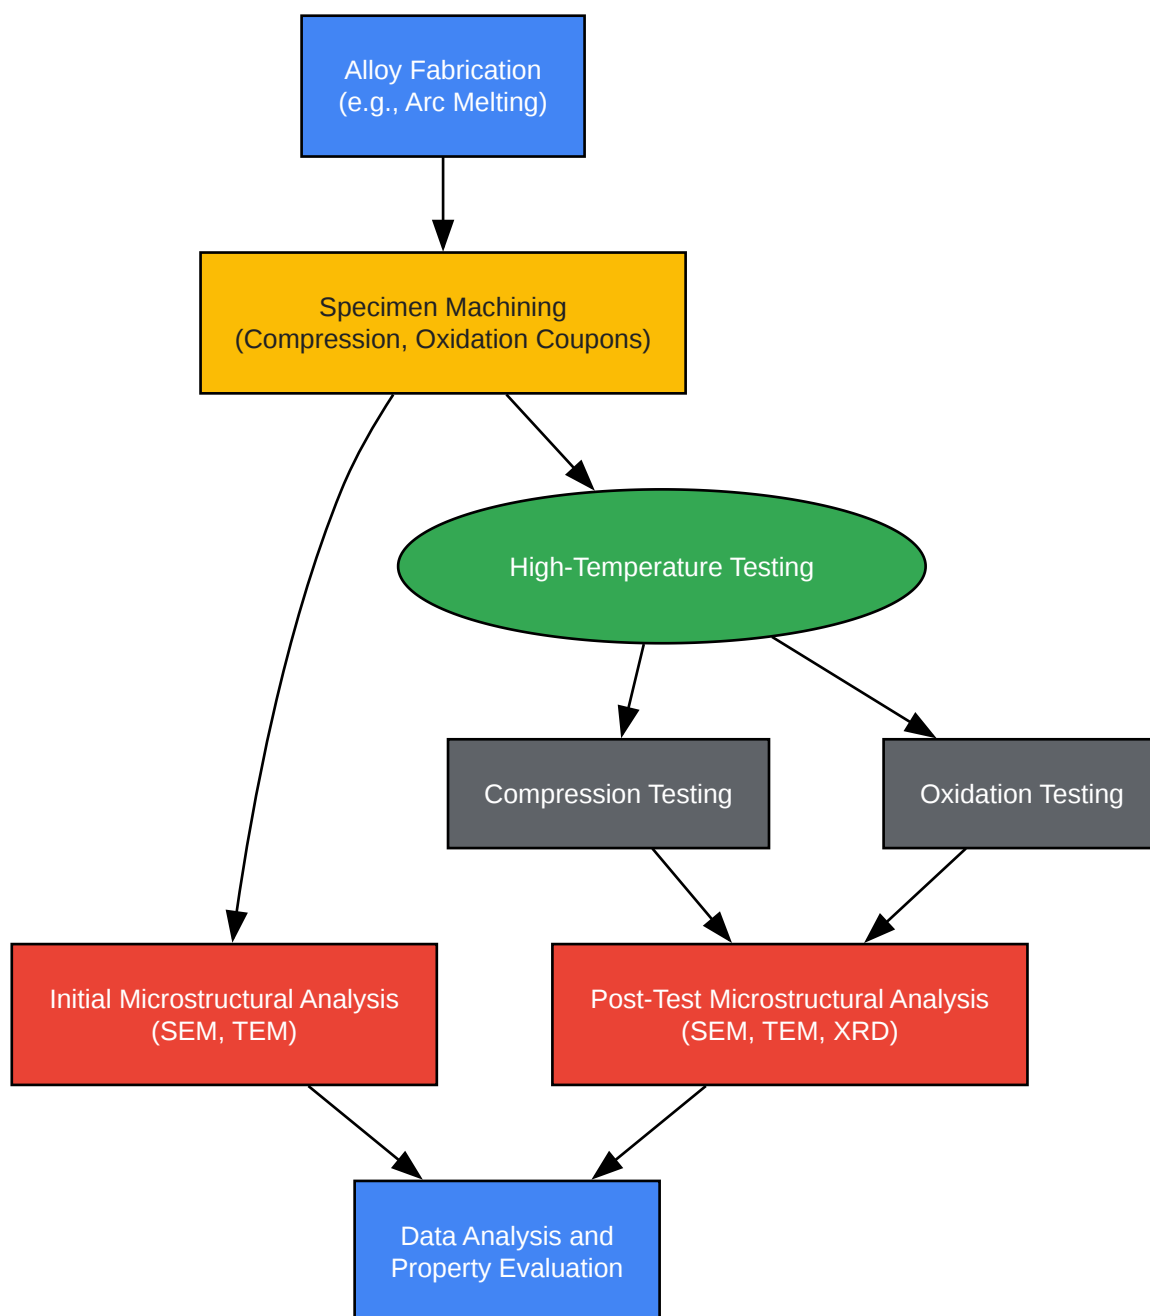 Alloy Fabrication
(e.g., Arc Melting)
Specimen Machining
(Compression, Oxidation Coupons)
High-Temperature Testing
Compression Testing
Oxidation Testing
Initial Microstructural Analysis
(SEM, TEM)
Post-Test Microstructural Analysis
(SEM, TEM, XRD)
Data Analysis and
Property Evaluation